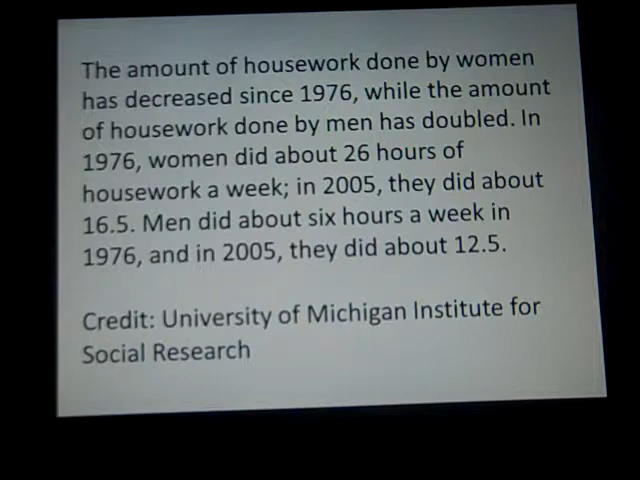 The amount of housework done by women
has decreased since 1976, while the amount
of housework done by men has doubled. In
1976, women did about 26 hours of
housework a week; in 2005, they did about
16.5. Men did about six hours a week in
1976, and in 2005, they did about 12.5.
Credit: University of Michigan Institute for
Social Research